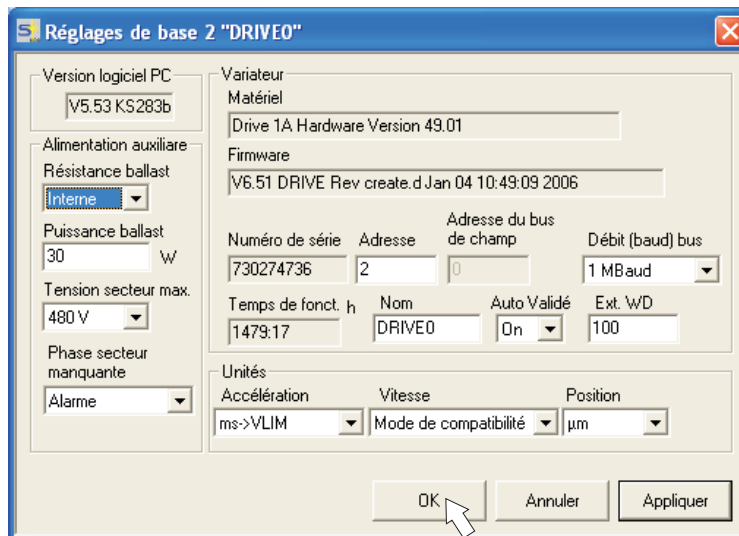 Réglages de base 2 "DRIVE0"
Version logiciel PC
V5.53 KS283b
Alimentation auxiliare
Résistance ballast
Interne
Puissance ballast
30 W
Tension secteur max.
480 V
Phase secteur
manquante
Alarme
Variateur
Matériel
Drive 1A Hardware Version 49.01
Firmware
V6.51 DRIVE Rev create.d Jan 04 10:49:09 2006
Numéro de série
730274736
Adresse
2
Adresse du bus
de champ
0
Débit (baud) bus
1 MBaud
Temps de fonct. h
1479:17
Nom
DRIVE0
Auto Validé
On
Ext. WD
100
Unités
Accélération
ms->VLIM
Vitesse
Mode de compatibilité
Position
µm
OK
Annuler
Appliquer